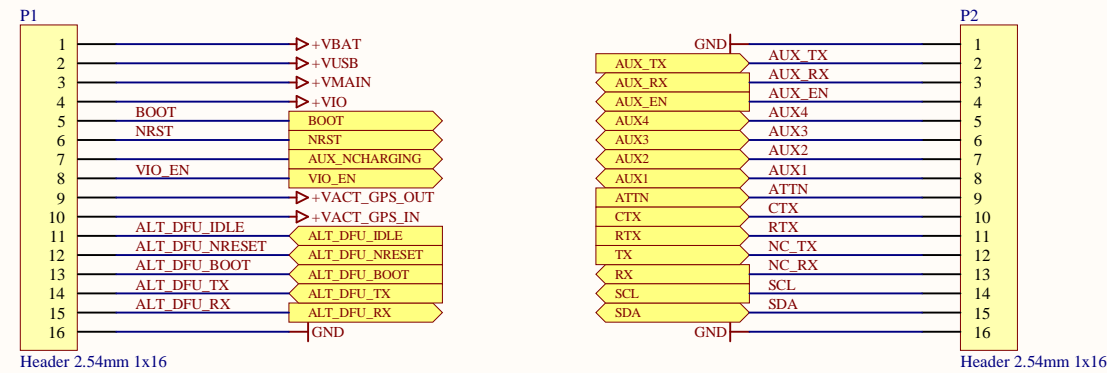 P1
1 +VBAT
2 +VUSB
3 +VMAIN
4 +VIO
5 BOOT BOOT
6 NRST NRST
7 AUX_NCHARGING
8 VIO_EN VIO_EN
9 +VACT_GPS_OUT
10 +VACT_GPS_IN
11 ALT_DFU_IDLE ALT_DFU_IDLE
12 ALT_DFU_NRESET ALT_DFU_NRESET
13 ALT_DFU_BOOT ALT_DFU_BOOT
14 ALT_DFU_TX ALT_DFU_TX
15 ALT_DFU_RX ALT_DFU_RX
16 GND
Header 2.54mm 1x16
P2
GND 1
AUX_TX AUX_TX 2
AUX_RX AUX_RX 3
AUX_EN AUX_EN 4
AUX4 AUX4 5
AUX3 AUX3 6
AUX2 AUX2 7
AUX1 AUX1 8
ATTN ATTN 9
CTX CTX 10
RTX RTX 11
TX NC_TX 12
RX NC_RX 13
SCL SCL 14
SDA SDA 15
GND 16
Header 2.54mm 1x16